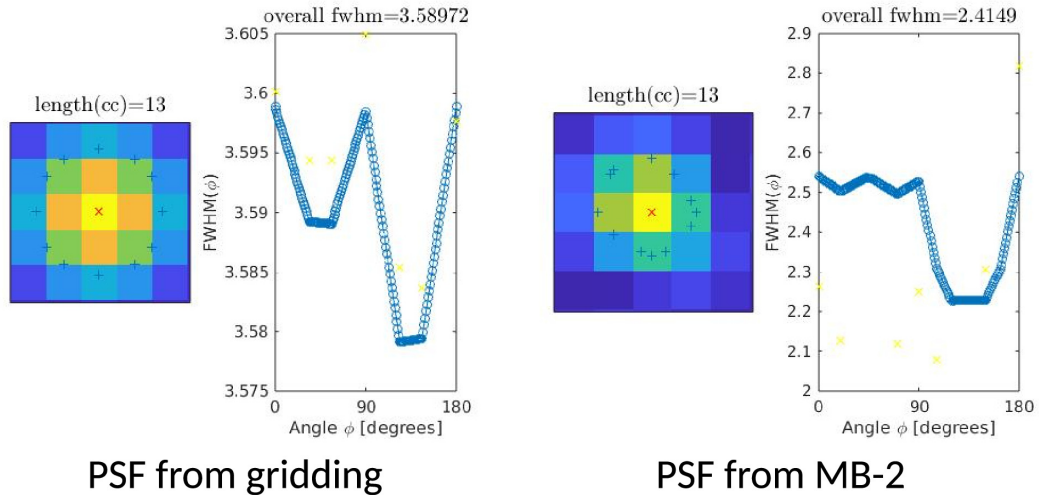 overall fwhm=3.58972
length(cc)=13
3.605
3.6
3.595
3.59
3.585
3.58
3.575
FWHM(ϕ)
0 90 180
Angle ϕ [degrees]
PSF from gridding
overall fwhm=2.4149
length(cc)=13
2.9
2.8
2.7
2.6
2.5
2.4
2.3
2.2
2.1
2
FWHM(ϕ)
0 90 180
Angle ϕ [degrees]
PSF from MB-2